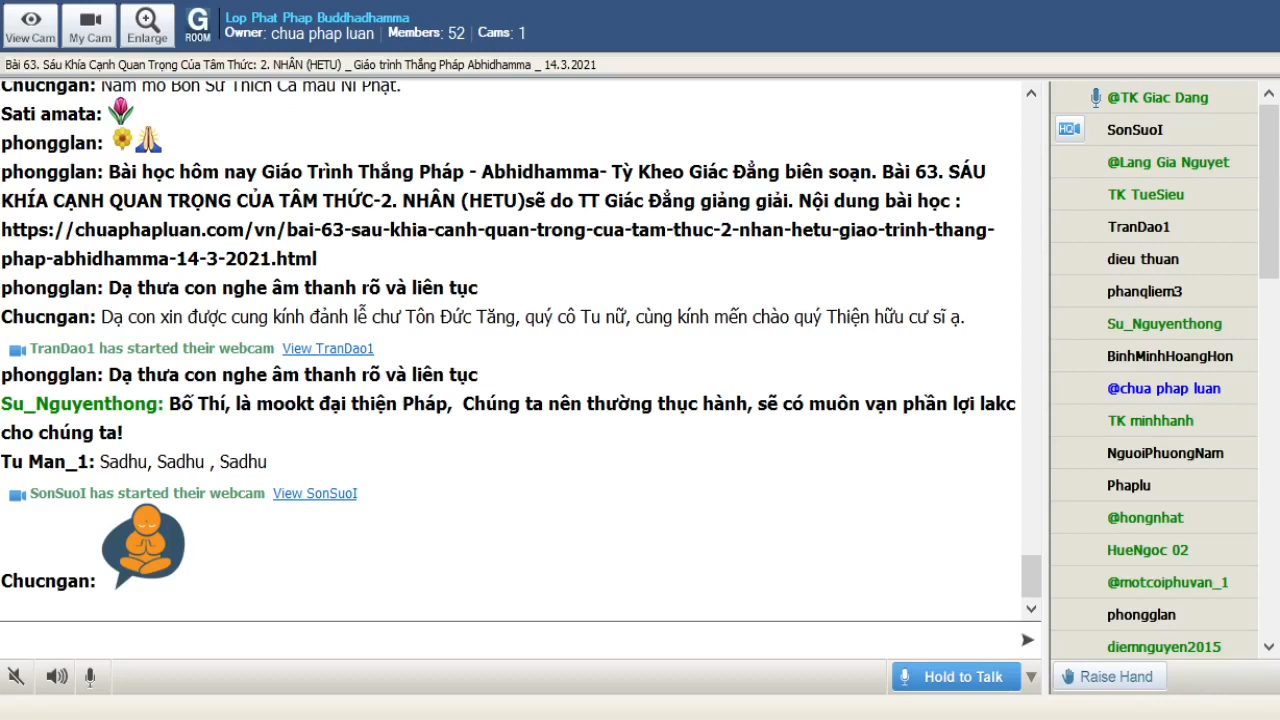 View Cam
My Cam
Enlarge
G
ROOM
Lop Phat Phap Buddhadhamma
Owner: chua phap luan
Members: 52
Cams: 1
Bài 63. Sáu Khía Cạnh Quan Trọng Của Tâm Thức: 2. NHÂN (HETU) _ Giáo trình Thắng Pháp Abhidhamma _ 14.3.2021
Chucngan: Nam mô Bổn Sư Thích Ca mâu Ni Phật.
Sati amata:
phongglan:
phongglan: Bài học hôm nay Giáo Trình Thắng Pháp - Abhidhamma- Tỳ Kheo Giác Đẳng biên soạn. Bài 63. SÁU
KHÍA CẠNH QUAN TRỌNG CỦA TÂM THỨC-2. NHÂN (HETU)sẽ do TT Giác Đẳng giảng giải. Nội dung bài học :
https://chuaphapluan.com/vn/bai-63-sau-khia-canh-quan-trong-cua-tam-thuc-2-nhan-hetu-giao-trinh-thang-
phap-abhidhamma-14-3-2021.html
phongglan: Dạ thưa con nghe âm thanh rõ và liên tục
Chucngan: Dạ con xin được cung kính đảnh lễ chư Tôn Đức Tăng, quý cô Tu nữ, cùng kính mến chào quý Thiện hữu cư sĩ ạ.
TranDao1 has started their webcam View TranDao1
phongglan: Dạ thưa con nghe âm thanh rõ và liên tục
Su_Nguyenthong: Bố Thí, là mookt đại thiện Pháp, Chúng ta nên thường thục hành, sẽ có muôn vạn phần lợi lakc
cho chúng ta!
Tu Man_1: Sadhu, Sadhu , Sadhu
SonSuoI has started their webcam View SonSuoI
Chucngan:
Hold to Talk
@TK Giac Dang
HQ
SonSuoI
@Lang Gia Nguyet
TK TueSieu
TranDao1
dieu thuan
phanqliem3
Su_Nguyenthong
BinhMinhHoangHon
@chua phap luan
TK minhhanh
NguoiPhuongNam
Phaplu
@hongnhat
HueNgoc 02
@motcoiphuvan_1
phongglan
diemnguyen2015
Raise Hand